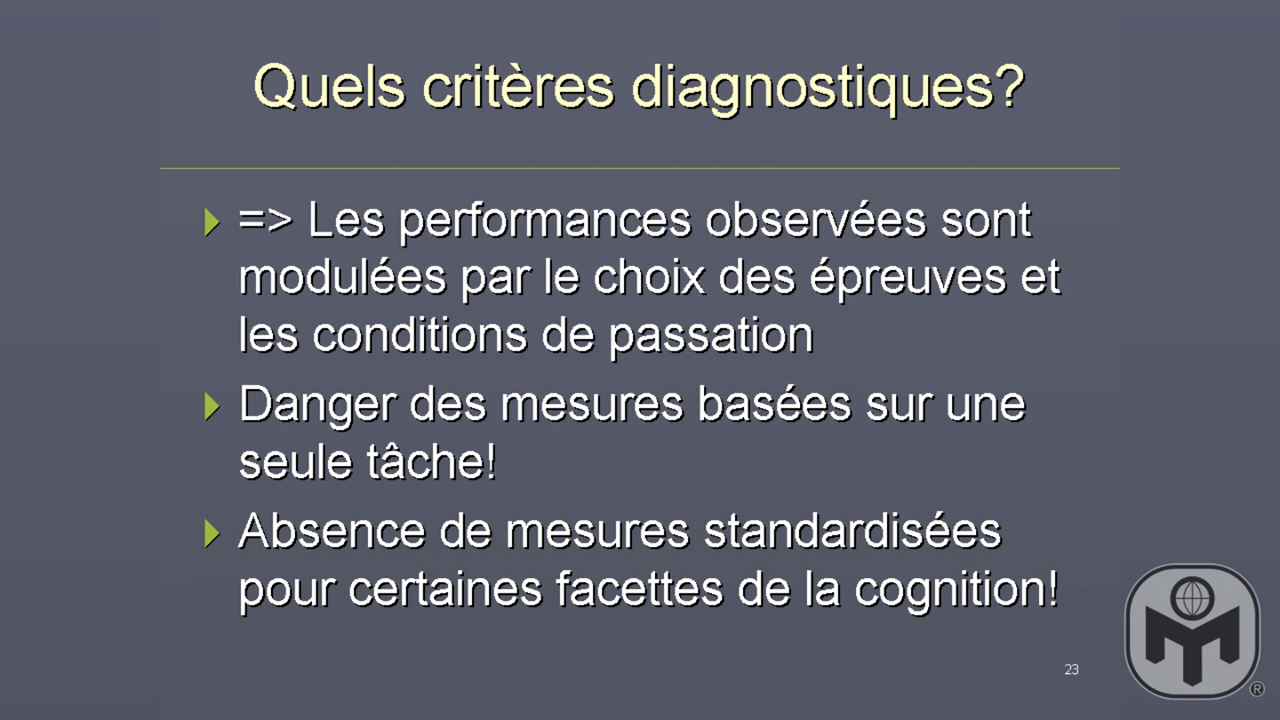 Quels critères diagnostiques?
=> Les performances observées sont
modulées par le choix des épreuves et
les conditions de passation
Danger des mesures basées sur une
seule tâche!
Absence de mesures standardisées
pour certaines facettes de la cognition!
23
®